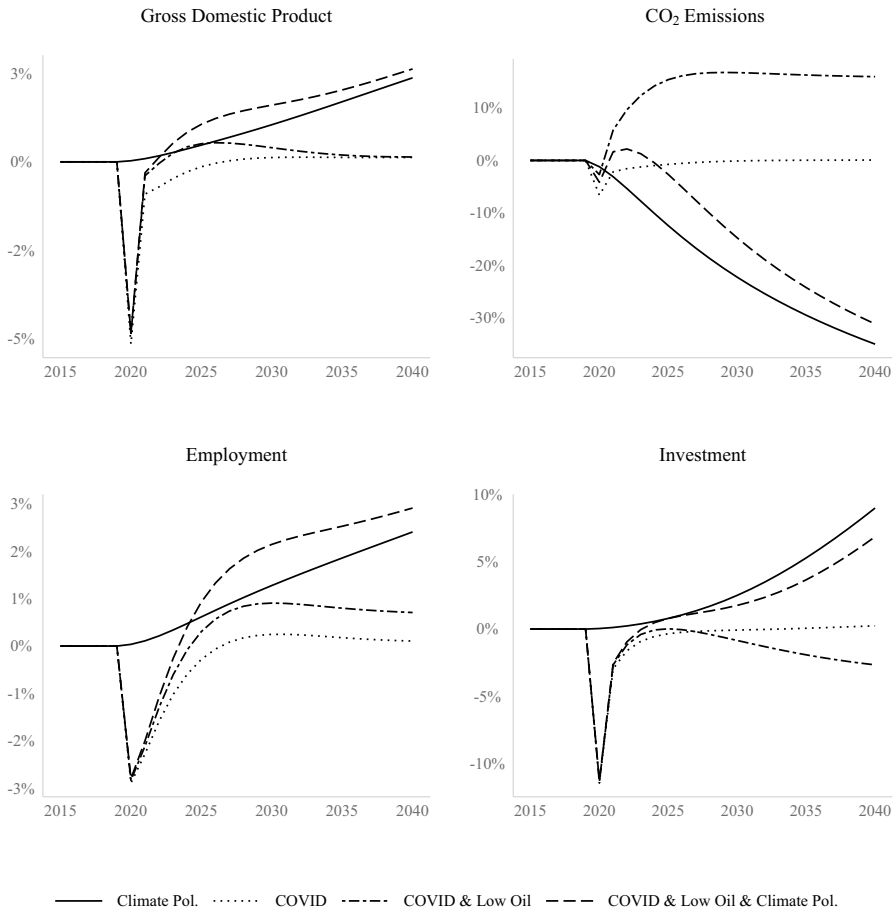 Gross Domestic Product
3%
0%
-2%
-5%
2015 2020 2025 2030 2035 2040
CO₂ Emissions
10%
0%
-10%
-20%
-30%
2015 2020 2025 2030 2035 2040
Employment
3%
2%
1%
0%
-1%
-2%
-3%
2015 2020 2025 2030 2035 2040
Investment
10%
5%
0%
-5%
-10%
2015 2020 2025 2030 2035 2040
Climate Pol. COVID COVID & Low Oil COVID & Low Oil & Climate Pol.